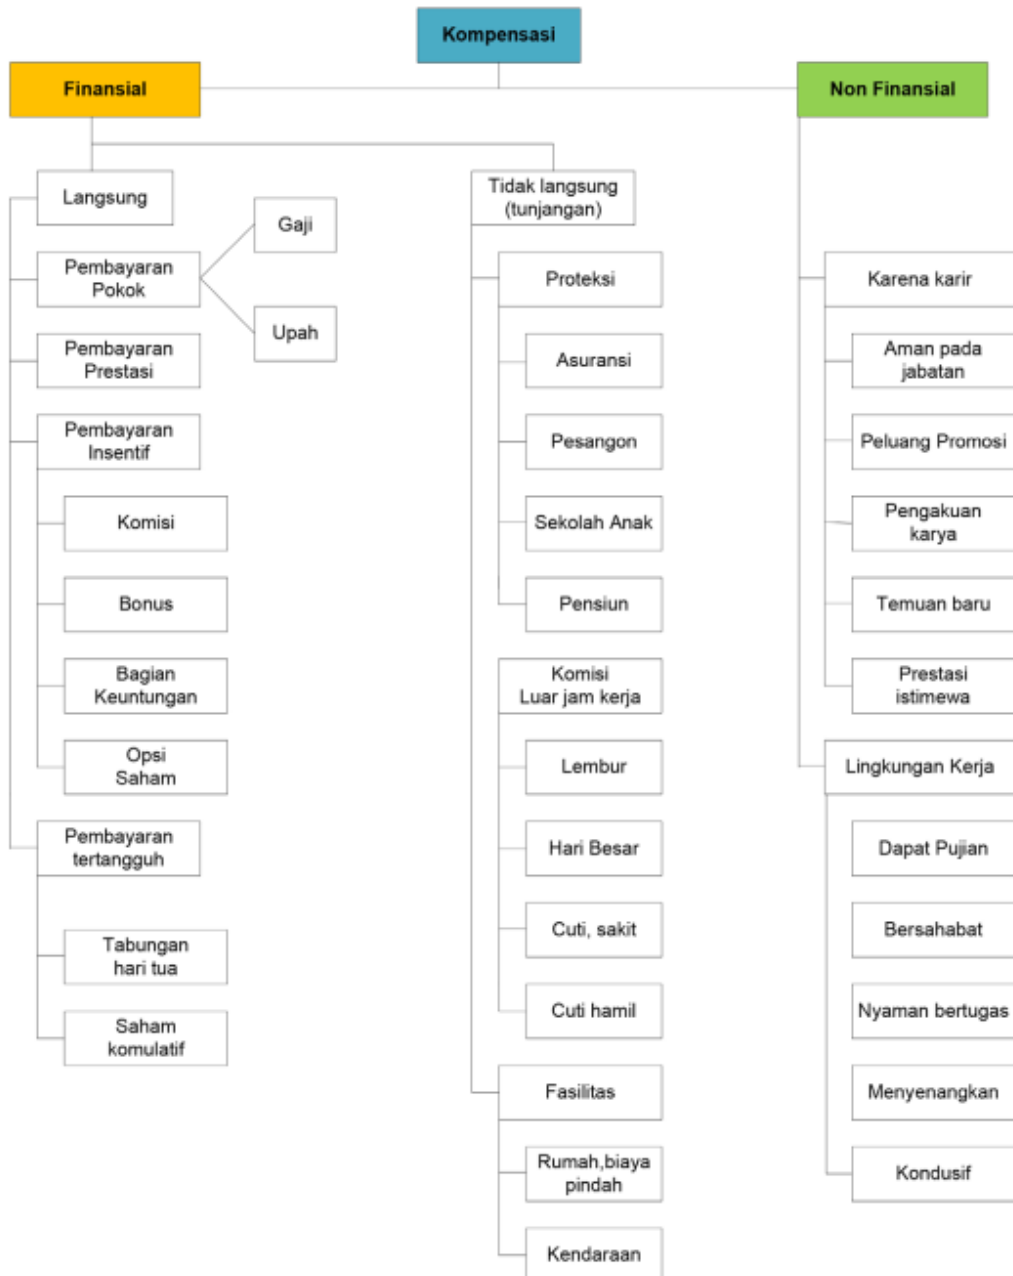 Kompensasi
Finansial
Non Finansial
Langsung
Gaji
Pembayaran
Pokok
Upah
Pembayaran
Prestasi
Pembayaran
Insentif
Komisi
Bonus
Bagian
Keuntungan
Opsi
Saham
Pembayaran
tertangguh
Tabungan
hari tua
Saham
komulatif
Tidak langsung
(tunjangan)
Proteksi
Asuransi
Pesangon
Sekolah Anak
Pensiun
Komisi
Luar jam kerja
Lembur
Hari Besar
Cuti, sakit
Cuti hamil
Fasilitas
Rumah,biaya
pindah
Kendaraan
Karena karir
Aman pada
jabatan
Peluang Promosi
Pengakuan
karya
Temuan baru
Prestasi
istimewa
Lingkungan Kerja
Dapat Pujian
Bersahabat
Nyaman bertugas
Menyenangkan
Kondusif